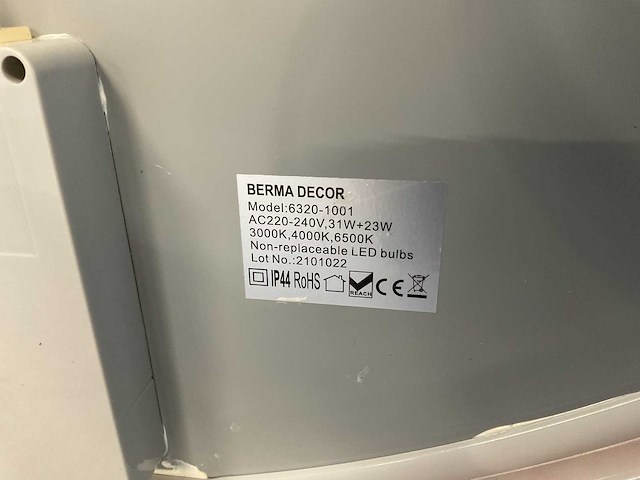 BERMA DECOR
Model:6320-1001
AC220-240V,31W+23W
3000K,4000K,6500K
Non-replaceable LED bulbs
Lot No.:2101022
IP44 RoHS REACH CE